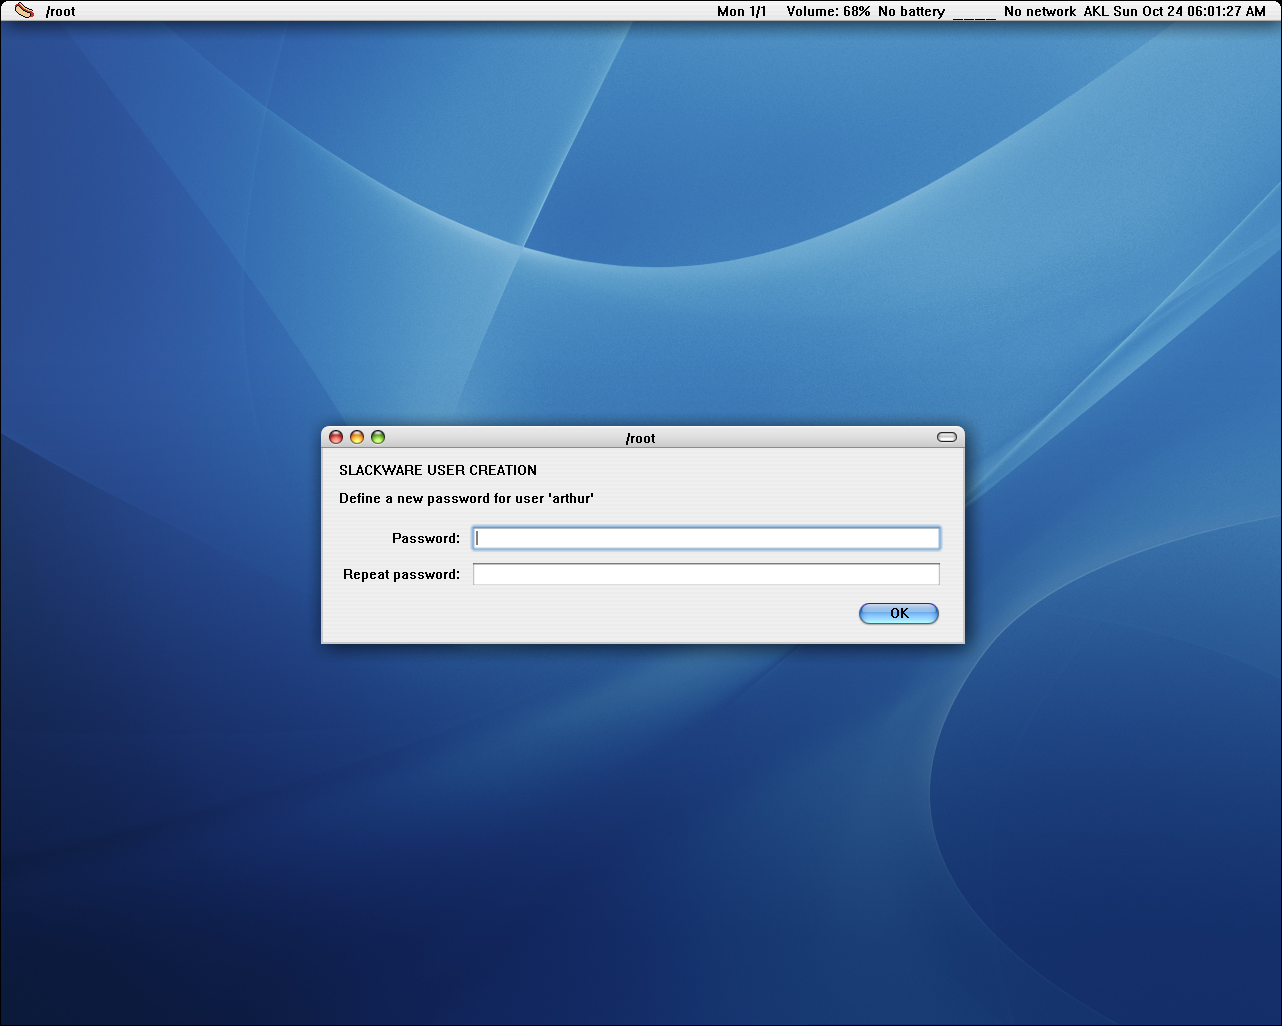 /root Mon 1/1 Volume: 68% No battery ____ No network AKL Sun Oct 24 06:01:27 AM
/root
SLACKWARE USER CREATION
Define a new password for user 'arthur'
Password:
Repeat password:
OK